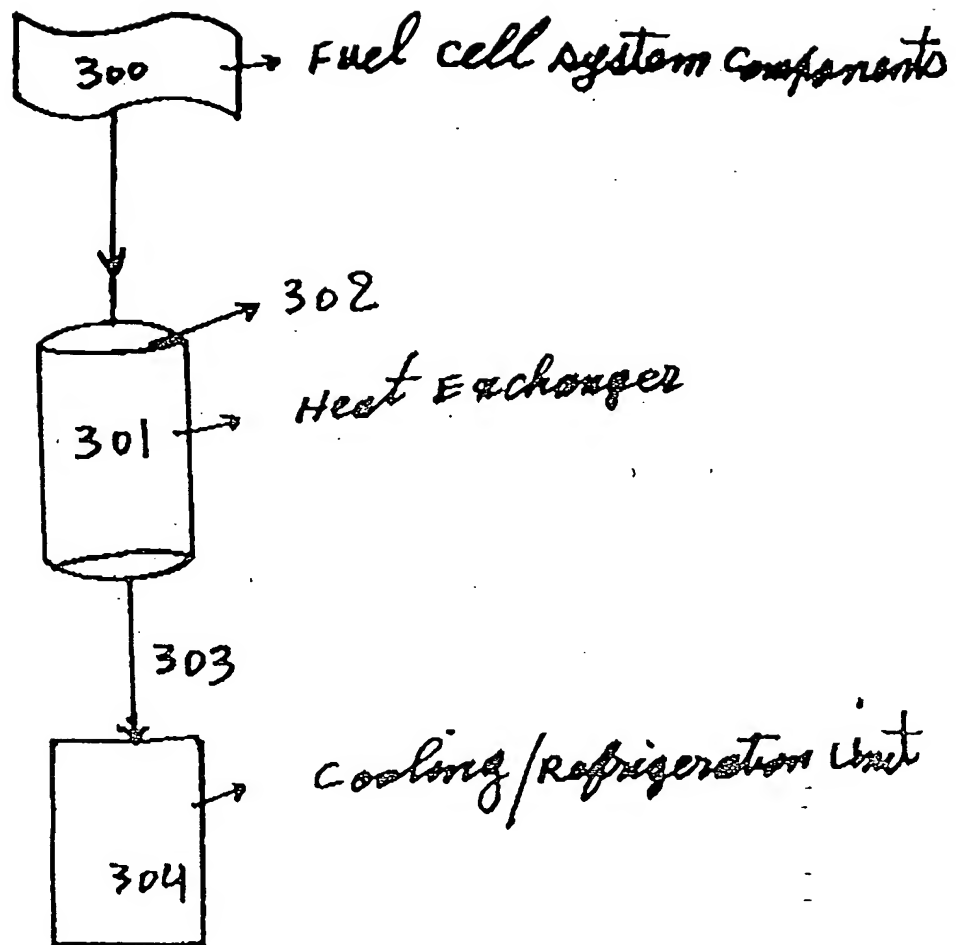 300 Fuel cell system components
302
301 Heat Exchanger
303
Cooling/Refrigeration Unit
304